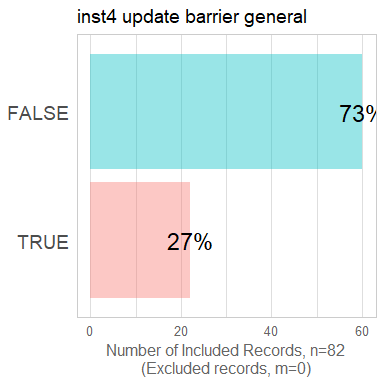 inst4 update barrier general
FALSE
73%
TRUE
27%
0 20 40 60
Number of Included Records, n=82
(Excluded records, m=0)